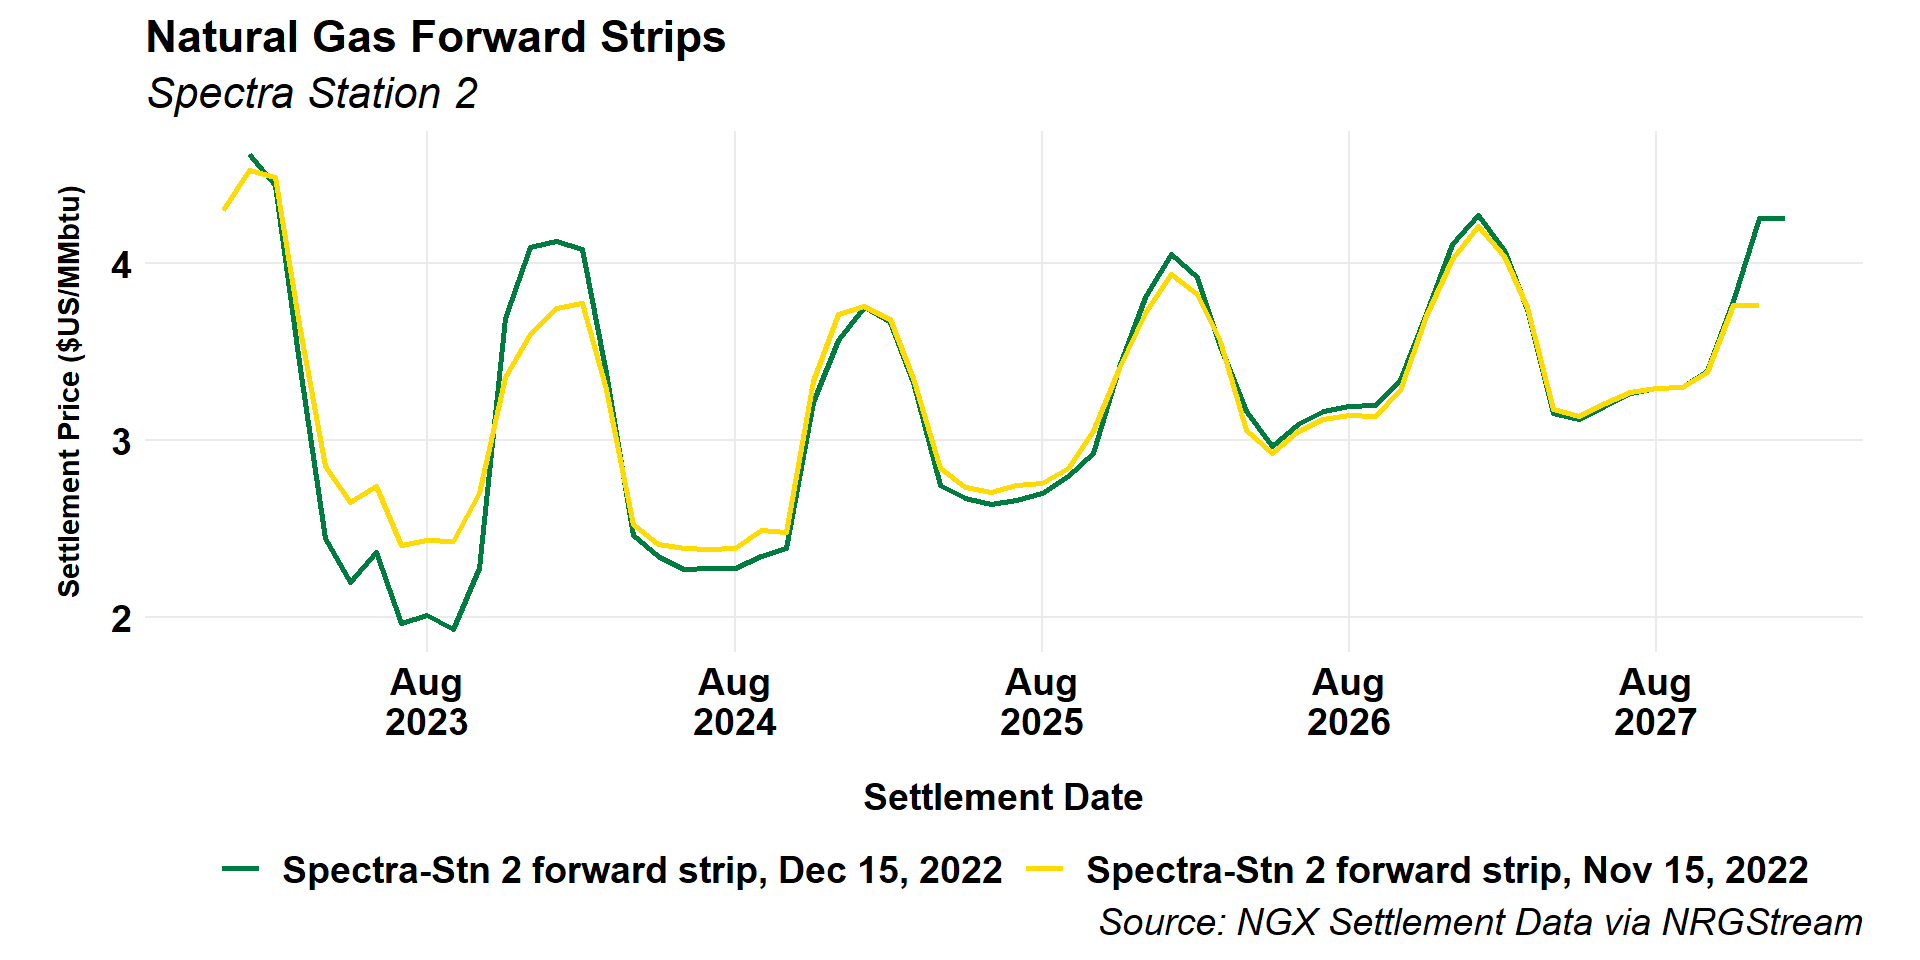 Natural Gas Forward Strips
Spectra Station 2
Settlement Price ($US/MMbtu)
4
3
2
Aug 2023
Aug 2024
Aug 2025
Aug 2026
Aug 2027
Settlement Date
Spectra-Stn 2 forward strip, Dec 15, 2022
Spectra-Stn 2 forward strip, Nov 15, 2022
Source: NGX Settlement Data via NRGStream